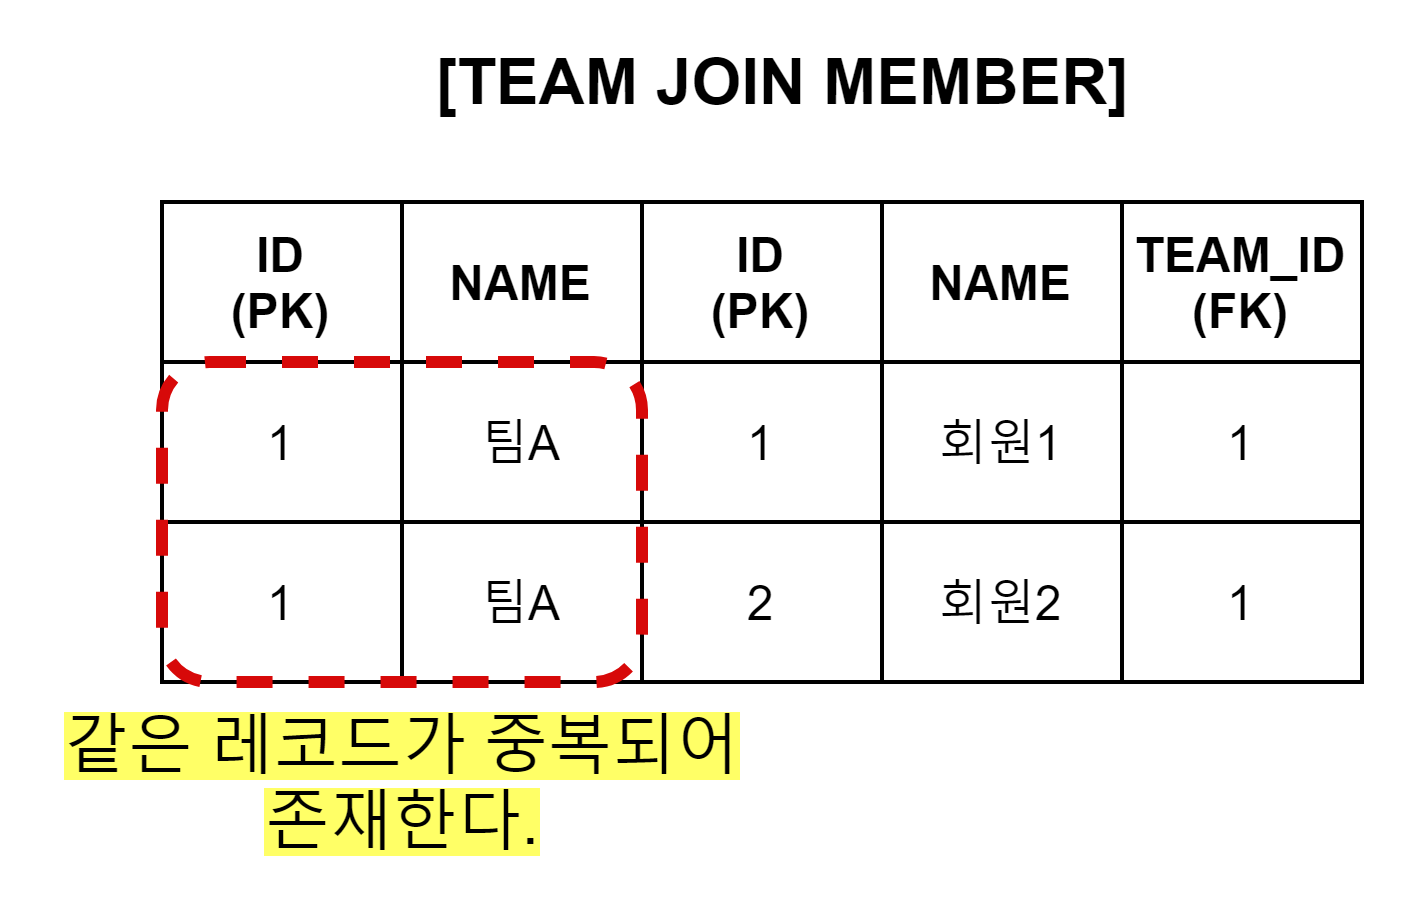 [TEAM JOIN MEMBER]
ID (PK) NAME ID (PK) NAME TEAM_ID (FK)
1 팀A 1 회원1 1
1 팀A 2 회원2 1
같은 레코드가 중복되어
존재한다.